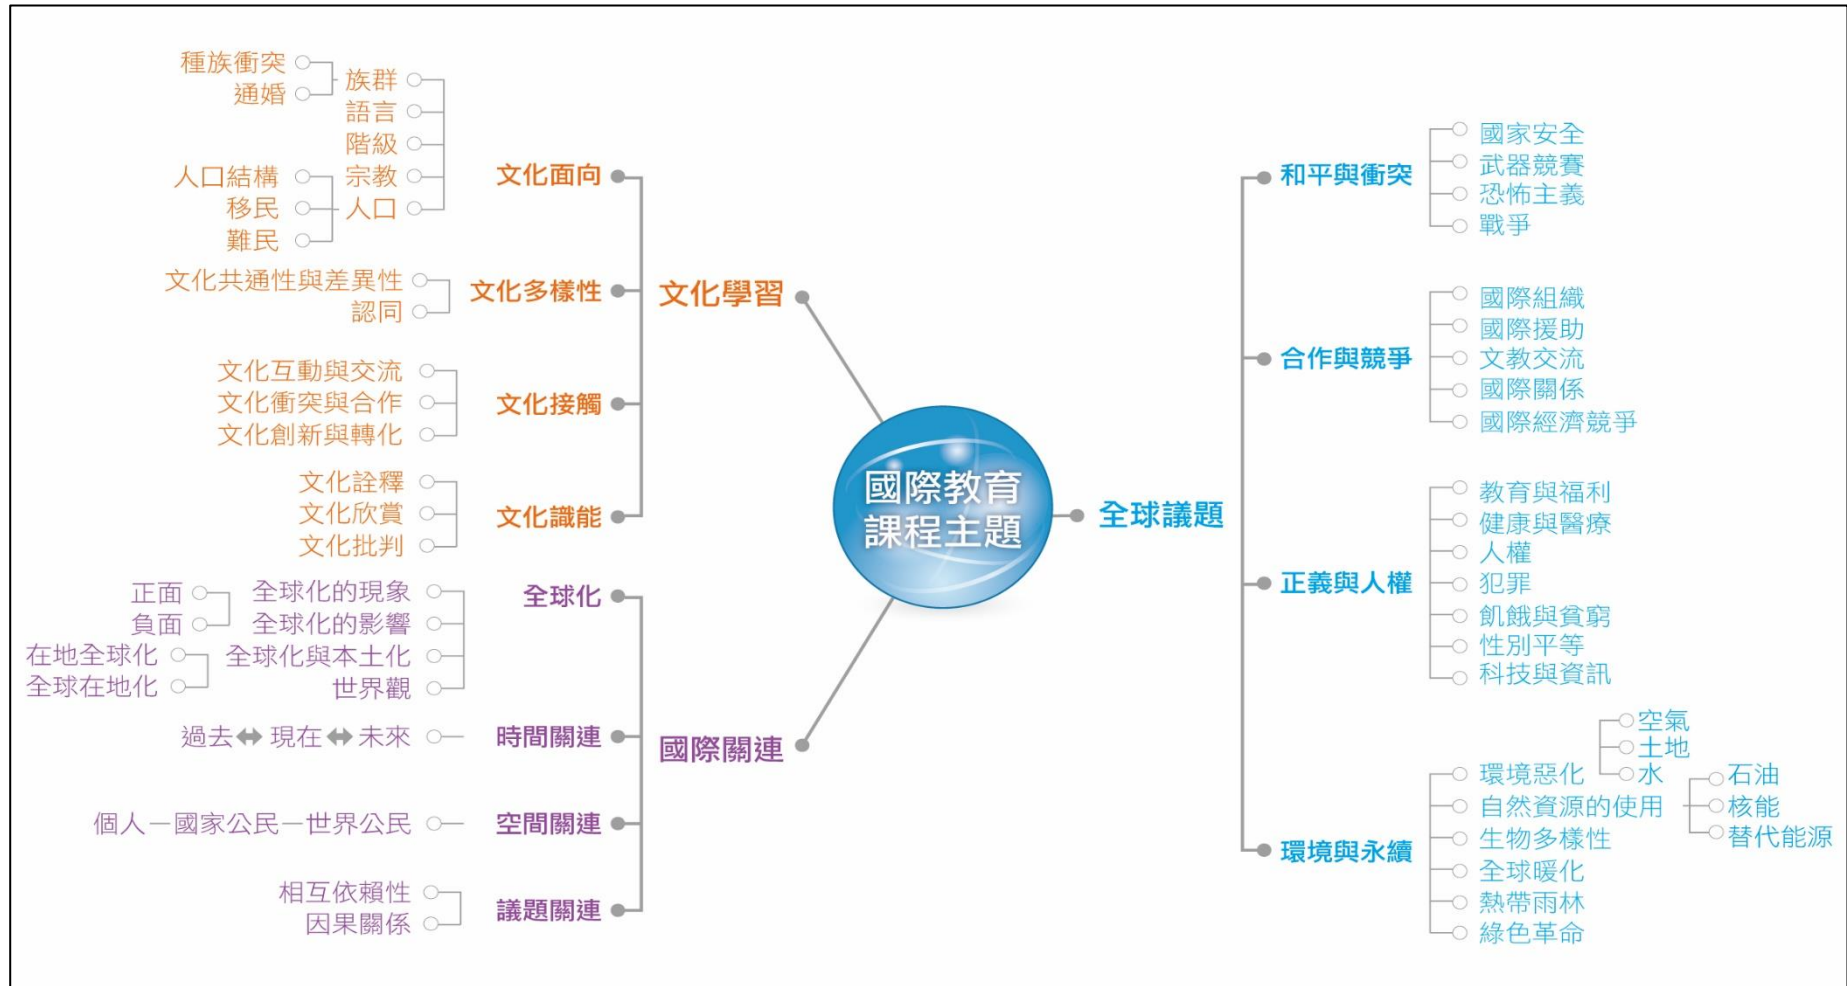 國際教育
課程主題
文化學習
文化面向
族群
種族衝突
通婚
語言
階級
宗教
人口
人口結構
移民
難民
文化多樣性
文化共通性與差異性
認同
文化接觸
文化互動與交流
文化衝突與合作
文化創新與轉化
文化識能
文化詮釋
文化欣賞
文化批判
國際關連
全球化
全球化的現象
全球化的影響
正面
負面
全球化與本土化
在地全球化
全球在地化
世界觀
時間關連
過去⬌現在⬌未來
空間關連
個人－國家公民－世界公民
議題關連
相互依賴性
因果關係
全球議題
和平與衝突
國家安全
武器競賽
恐怖主義
戰爭
合作與競爭
國際組織
國際援助
文教交流
國際關係
國際經濟競爭
正義與人權
教育與福利
健康與醫療
人權
犯罪
飢餓與貧窮
性別平等
科技與資訊
環境與永續
環境惡化
空氣
土地
水
自然資源的使用
石油
核能
替代能源
生物多樣性
全球暖化
熱帶雨林
綠色革命